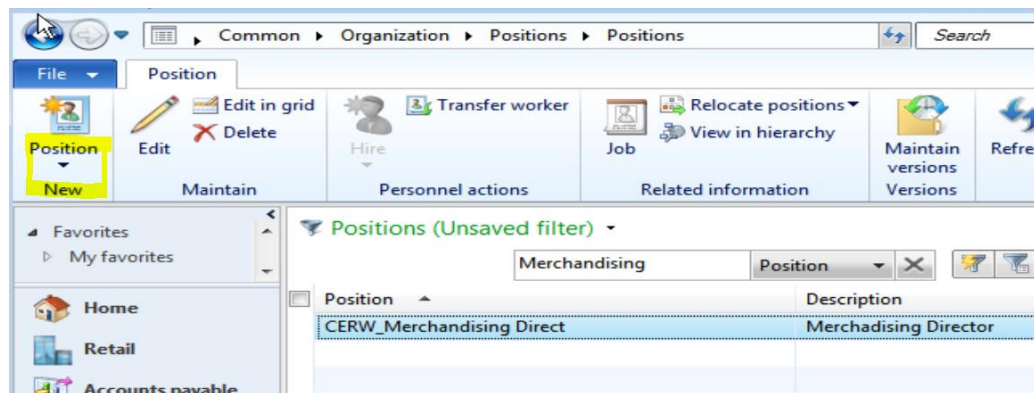 Common Organization Positions Positions Search
File Position
Position
New
Edit
Edit in grid
Delete
Maintain
Hire
Transfer worker
Personnel actions
Job
Relocate positions
View in hierarchy
Related information
Maintain
versions
Versions
Refre
Favorites
My favorites
Home
Retail
Accounts payable
Positions (Unsaved filter)
Merchandising Position
Position Description
CERW_Merchandising Direct Merchadising Director